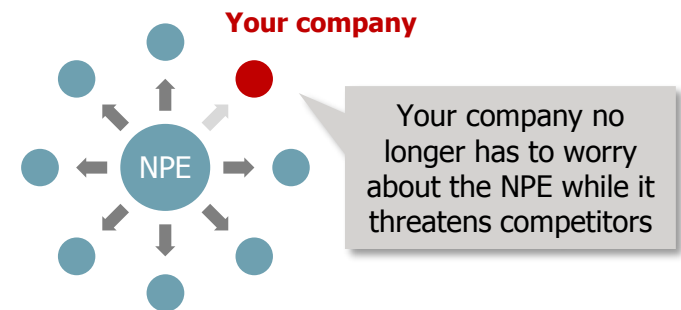 Your company
NPE
Your company no
longer has to worry
about the NPE while it
threatens competitors